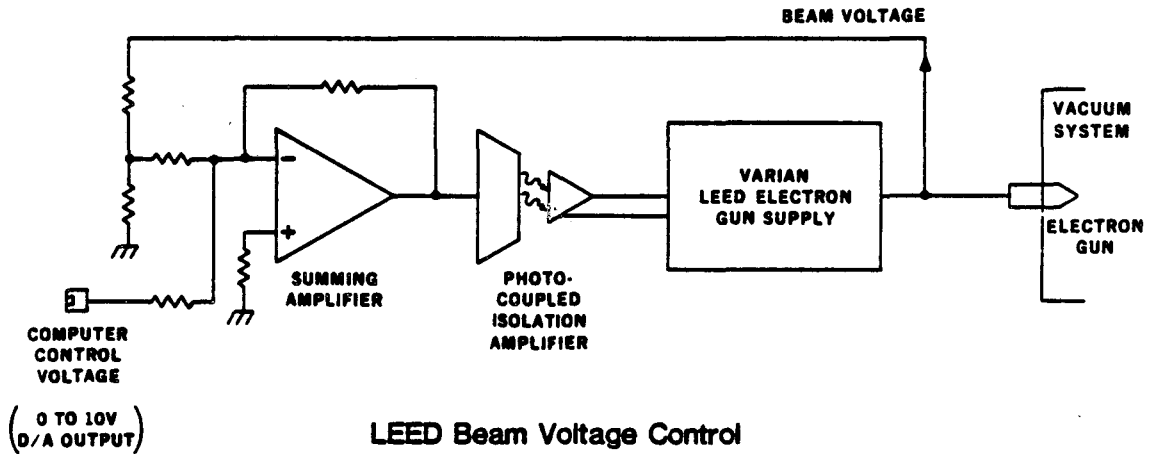 BEAM VOLTAGE
VACUUM
SYSTEM
VARIAN
LEED ELECTRON
GUN SUPPLY
−
+
ELECTRON
GUN
SUMMING
AMPLIFIER
PHOTO-
COUPLED
ISOLATION
AMPLIFIER
COMPUTER
CONTROL
VOLTAGE
(0 TO 10V
D/A OUTPUT)
LEED Beam Voltage Control